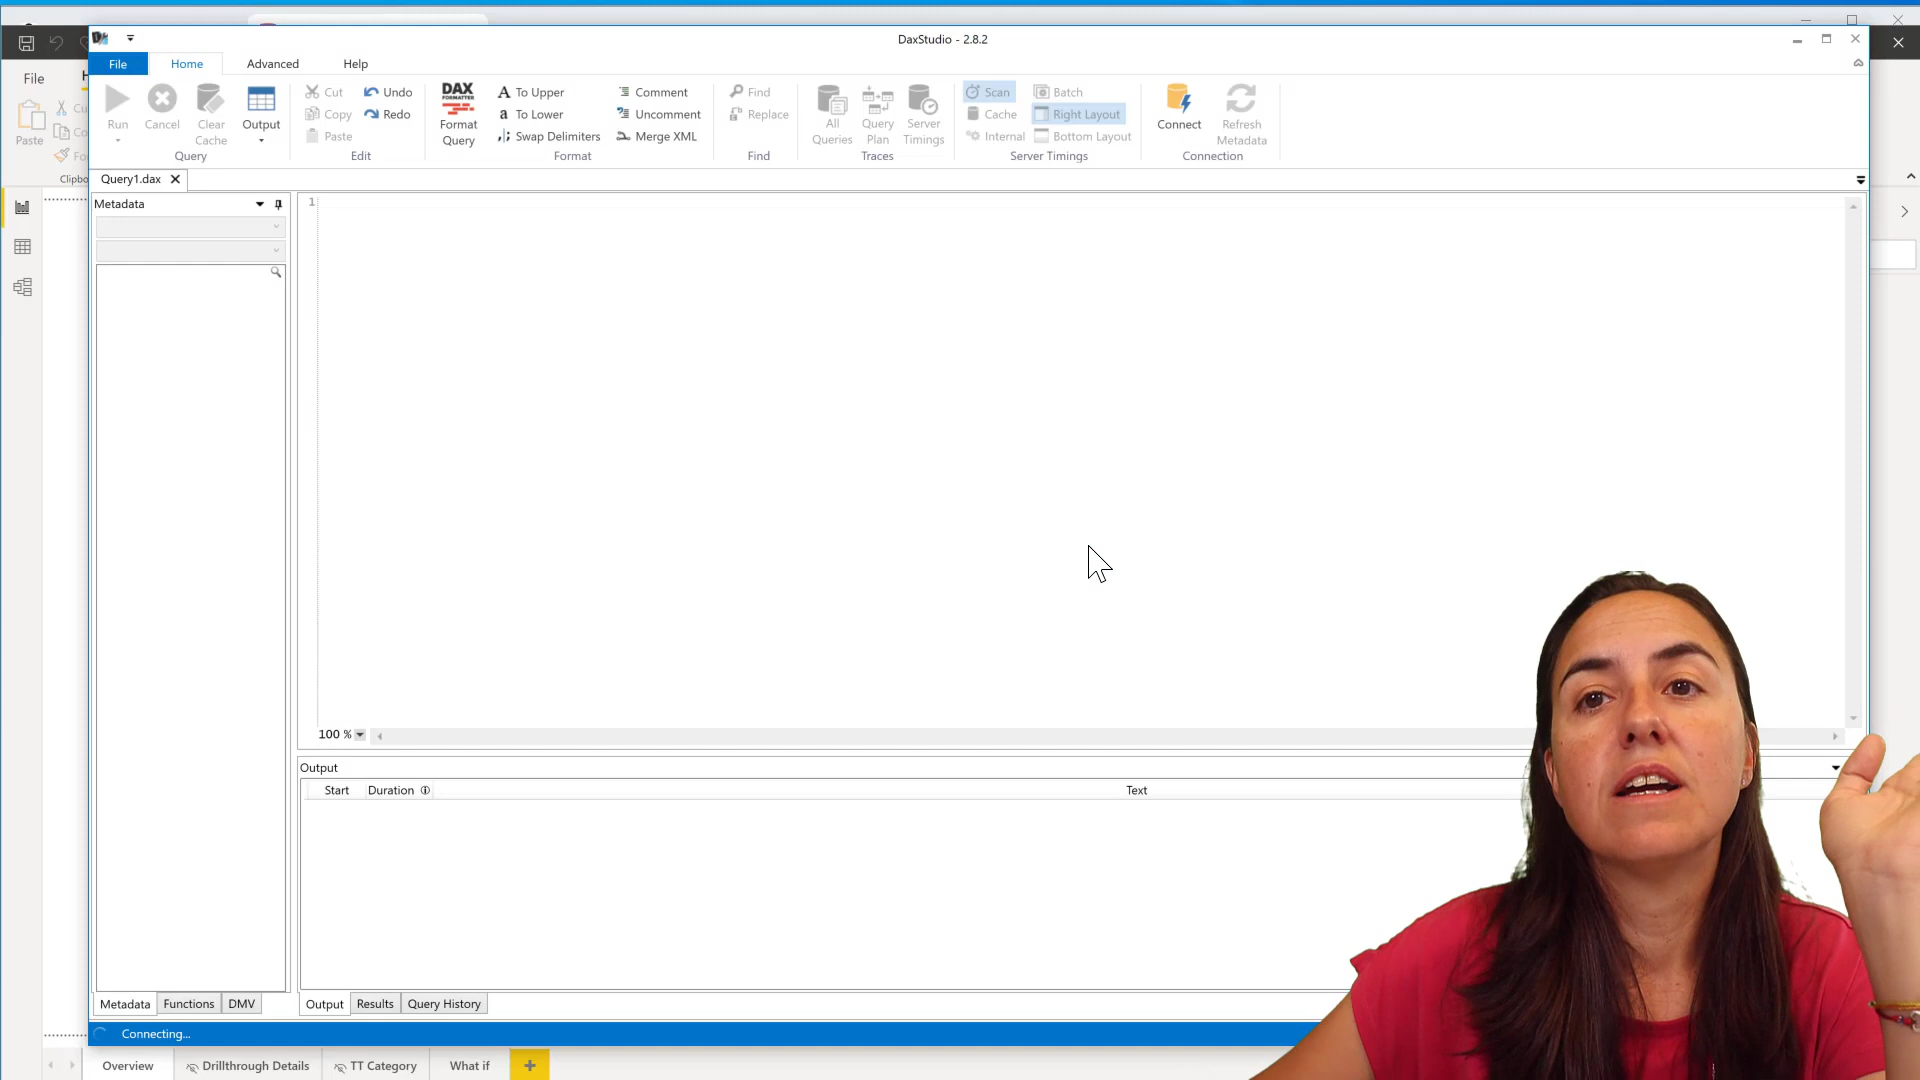 DaxStudio - 2.8.2
File
Home
Advanced
Help
File
Paste
Clipbo
Run
Cancel
Clear
Cache
Output
Query
Cut
Copy
Paste
Undo
Redo
Edit
DAX
FORMATTER
Format
Query
To Upper
To Lower
Swap Delimiters
Comment
Uncomment
Merge XML
Format
Find
Replace
Find
All
Queries
Query
Plan
Server
Timings
Traces
Scan
Cache
Internal
Batch
Right Layout
Bottom Layout
Server Timings
Connect
Refresh
Metadata
Connection
Query1.dax
Metadata
1
100 %
Output
Start Duration Text
Metadata Functions DMV
Output Results Query History
Connecting...
Overview Drillthrough Details TT Category What if